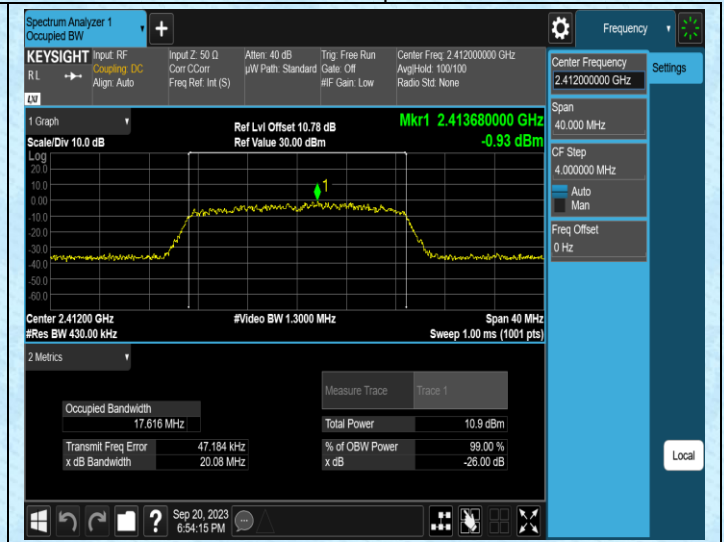 Spectrum Analyzer 1
Occupied BW
Frequency
KEYSIGHT
RL
LXI
Input: RF
Coupling: DC
Align: Auto
Input Z: 50 Ω
Corr CCorr
Freq Ref: Int (S)
Atten: 40 dB
µW Path: Standard
Trig: Free Run
Gate: Off
#IF Gain: Low
Center Freq: 2.412000000 GHz
Avg|Hold: 100/100
Radio Std: None
Center Frequency
2.412000000 GHz
Settings
Span
40.000 MHz
CF Step
4.000000 MHz
Auto
Man
Freq Offset
0 Hz
1 Graph
Scale/Div 10.0 dB
Ref Lvl Offset 10.78 dB
Ref Value 30.00 dBm
Mkr1 2.413680000 GHz
-0.93 dBm
Log
20.0
10.0
0.00
-10.0
-20.0
-30.0
-40.0
-50.0
-60.0
1
Center 2.41200 GHz
#Res BW 430.00 kHz
#Video BW 1.3000 MHz
Span 40 MHz
Sweep 1.00 ms (1001 pts)
2 Metrics
Measure Trace Trace 1
Occupied Bandwidth
17.616 MHz
Total Power 10.9 dBm
Transmit Freq Error 47.184 kHz
% of OBW Power 99.00 %
x dB Bandwidth 20.08 MHz
x dB -26.00 dB
Local
?
Sep 20, 2023
6:54:15 PM